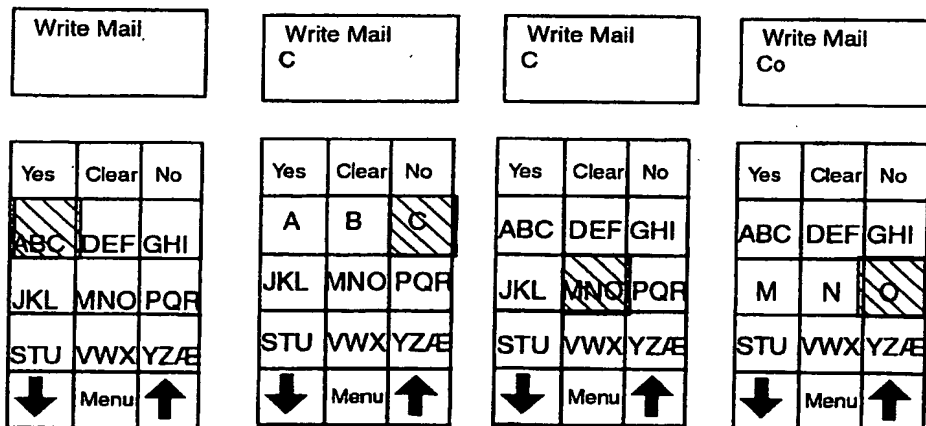 Write Mail
Write Mail
C
Write Mail
C
Write Mail
Co
Yes Clear No
ABC DEF GHI
JKL MNO PQR
STU VWX YZÆ
Menu
Yes Clear No
A B C
JKL MNO PQR
STU VWX YZÆ
Menu
Yes Clear No
ABC DEF GHI
JKL MNO PQR
STU VWX YZÆ
Menu
Yes Clear No
ABC DEF GHI
M N O
STU VWX YZÆ
Menu